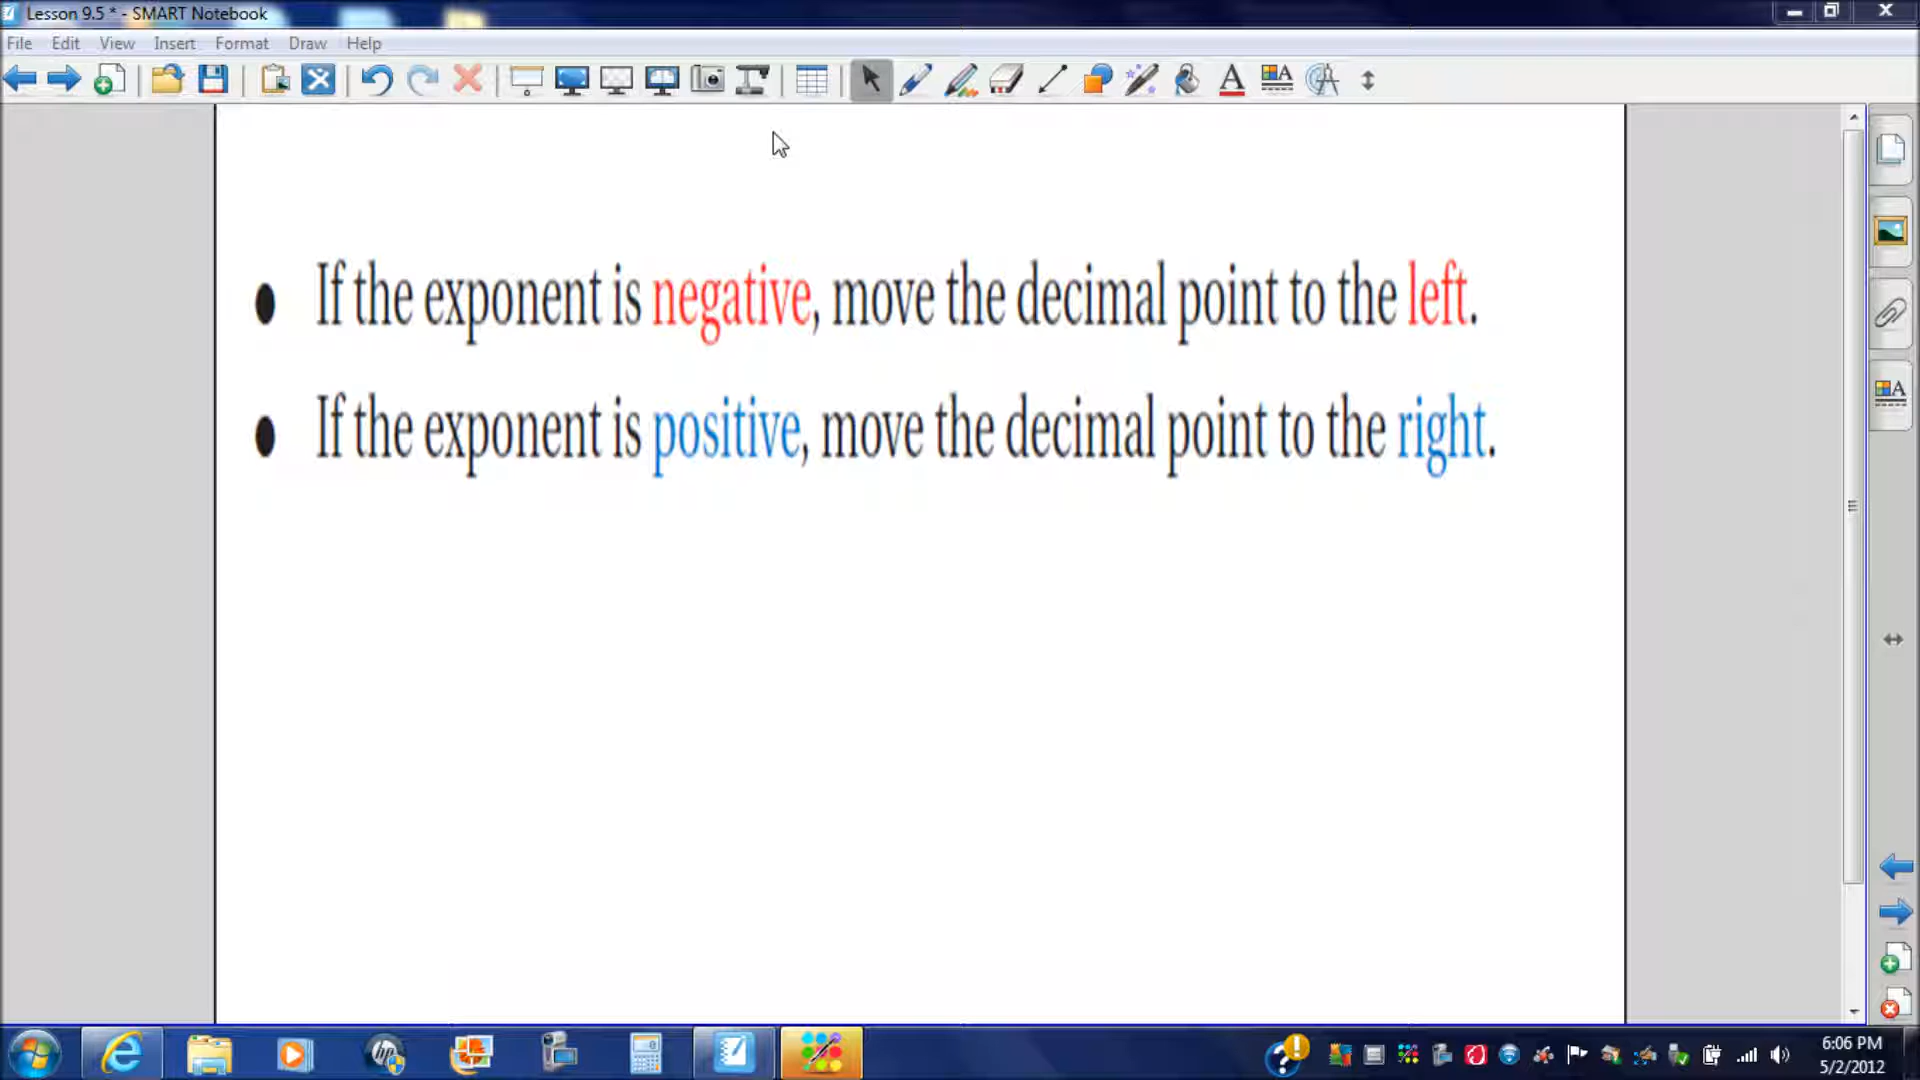 Lesson 9.5 * - SMART Notebook
File Edit View Insert Format Draw Help
• If the exponent is negative, move the decimal point to the left.
• If the exponent is positive, move the decimal point to the right.
6:06 PM
5/2/2012